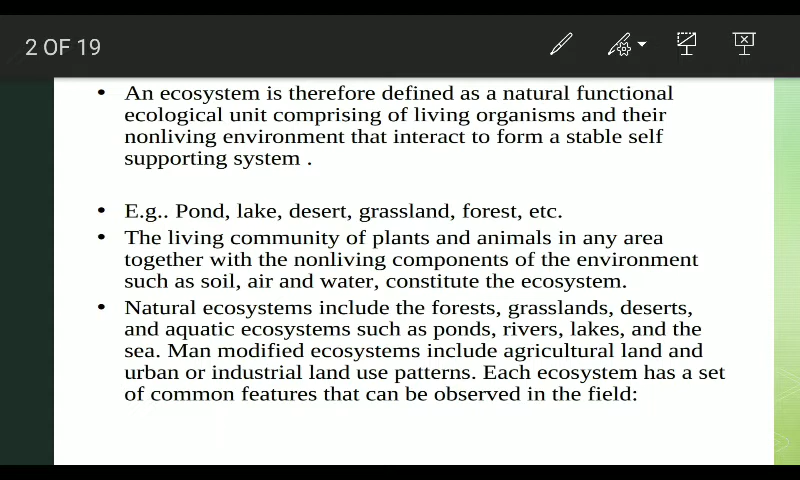 2 OF 19
• An ecosystem is therefore defined as a natural functional
ecological unit comprising of living organisms and their
nonliving environment that interact to form a stable self
supporting system .
• E.g.. Pond, lake, desert, grassland, forest, etc.
• The living community of plants and animals in any area
together with the nonliving components of the environment
such as soil, air and water, constitute the ecosystem.
• Natural ecosystems include the forests, grasslands, deserts,
and aquatic ecosystems such as ponds, rivers, lakes, and the
sea. Man modified ecosystems include agricultural land and
urban or industrial land use patterns. Each ecosystem has a set
of common features that can be observed in the field: